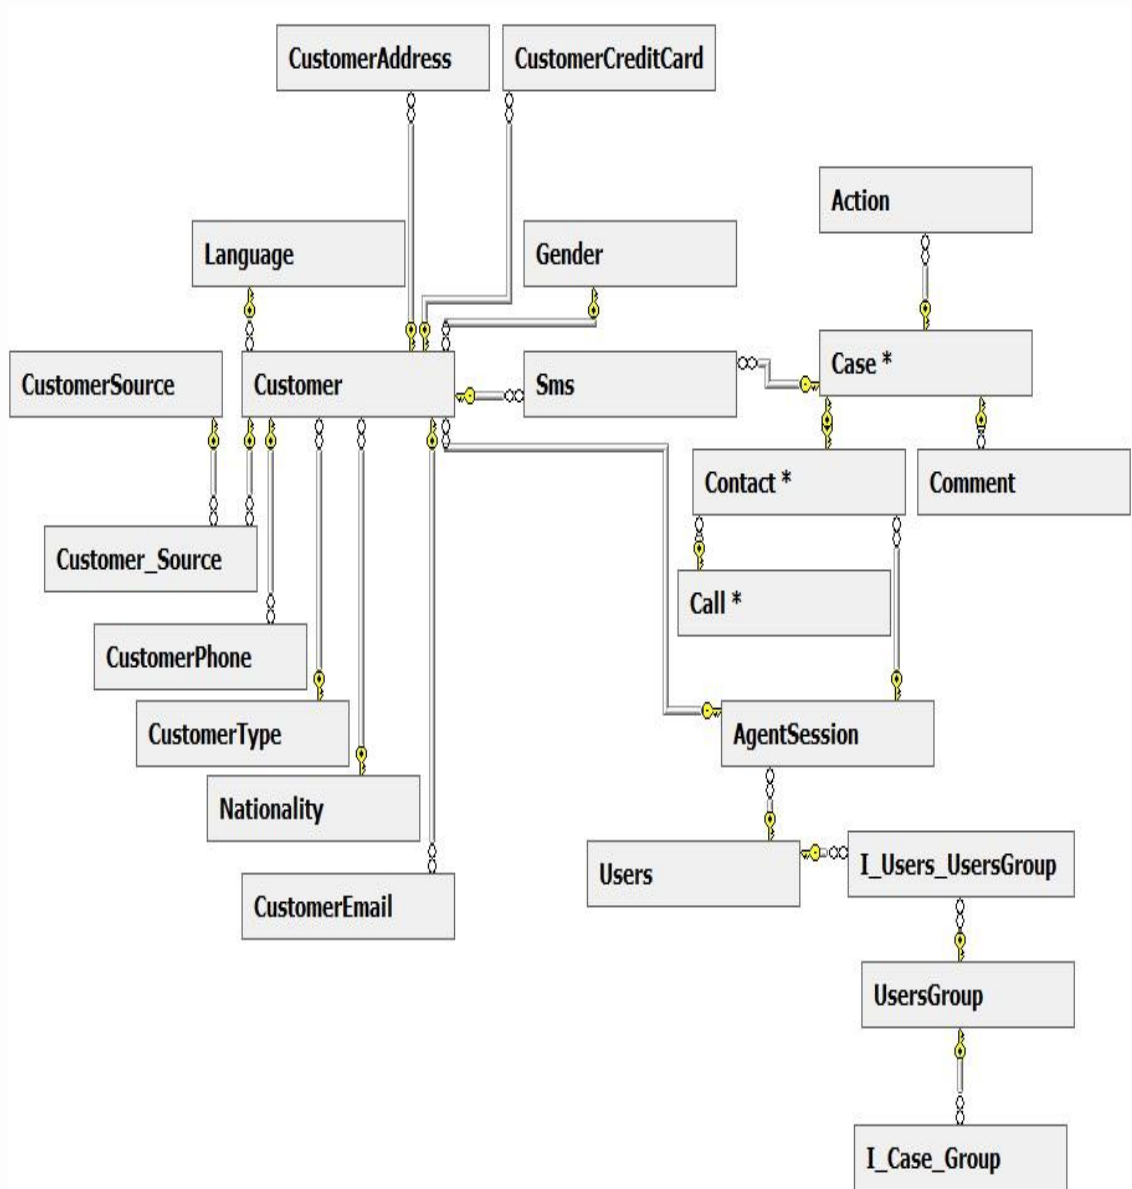 CustomerAddress
CustomerCreditCard
Action
Language
Gender
CustomerSource
Customer
Sms
Case *
Contact *
Comment
Customer_Source
Call *
CustomerPhone
CustomerType
AgentSession
Nationality
Users
I_Users_UsersGroup
CustomerEmail
UsersGroup
I_Case_Group